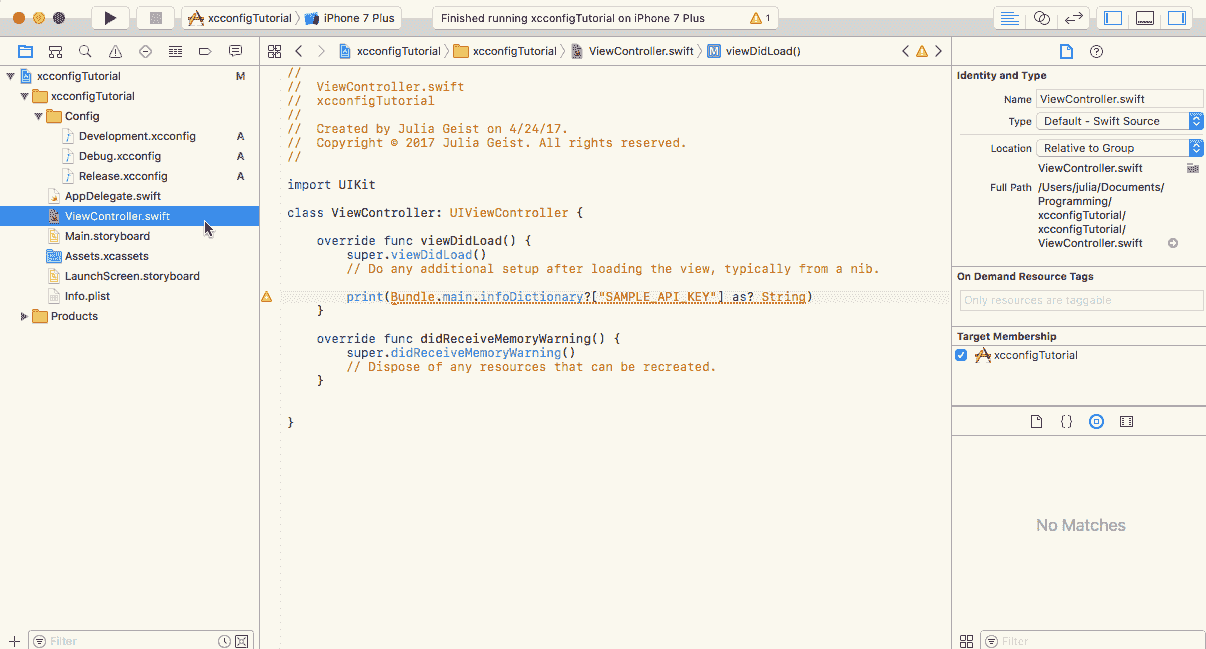 xcconfigTutorial iPhone 7 Plus
Finished running xcconfigTutorial on iPhone 7 Plus 1
xcconfigTutorial M
xcconfigTutorial
Config
Development.xcconfig A
Debug.xcconfig A
Release.xcconfig A
AppDelegate.swift
ViewController.swift
Main.storyboard
Assets.xcassets
LaunchScreen.storyboard
Info.plist
Products
Filter
xcconfigTutorial xcconfigTutorial ViewController.swift M viewDidLoad()
//
//  ViewController.swift
//  xcconfigTutorial
//
//  Created by Julia Geist on 4/24/17.
//  Copyright © 2017 Julia Geist. All rights reserved.
//
import UIKit
class ViewController: UIViewController {
    override func viewDidLoad() {
        super.viewDidLoad()
        // Do any additional setup after loading the view, typically from a nib.
        print(Bundle.main.infoDictionary?["SAMPLE_API_KEY"] as? String)
    }
    override func didReceiveMemoryWarning() {
        super.didReceiveMemoryWarning()
        // Dispose of any resources that can be recreated.
    }
}
Identity and Type
Name ViewController.swift
Type Default - Swift Source
Location Relative to Group
ViewController.swift
Full Path /Users/julia/Documents/
Programming/
xcconfigTutorial/
xcconfigTutorial/
ViewController.swift
On Demand Resource Tags
Only resources are taggable
Target Membership
xcconfigTutorial
{}
No Matches
Filter